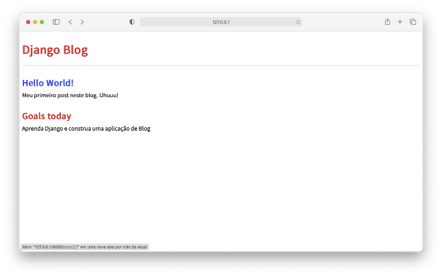 127.0.0.1
Django Blog
Hello World!
Meu primeiro post neste blog, Uhuuu!
Goals today
Aprenda Django e construa uma aplicação de Blog
Abrir "127.0.0.1:8000/post/2/" em uma nova aba por trás da atual